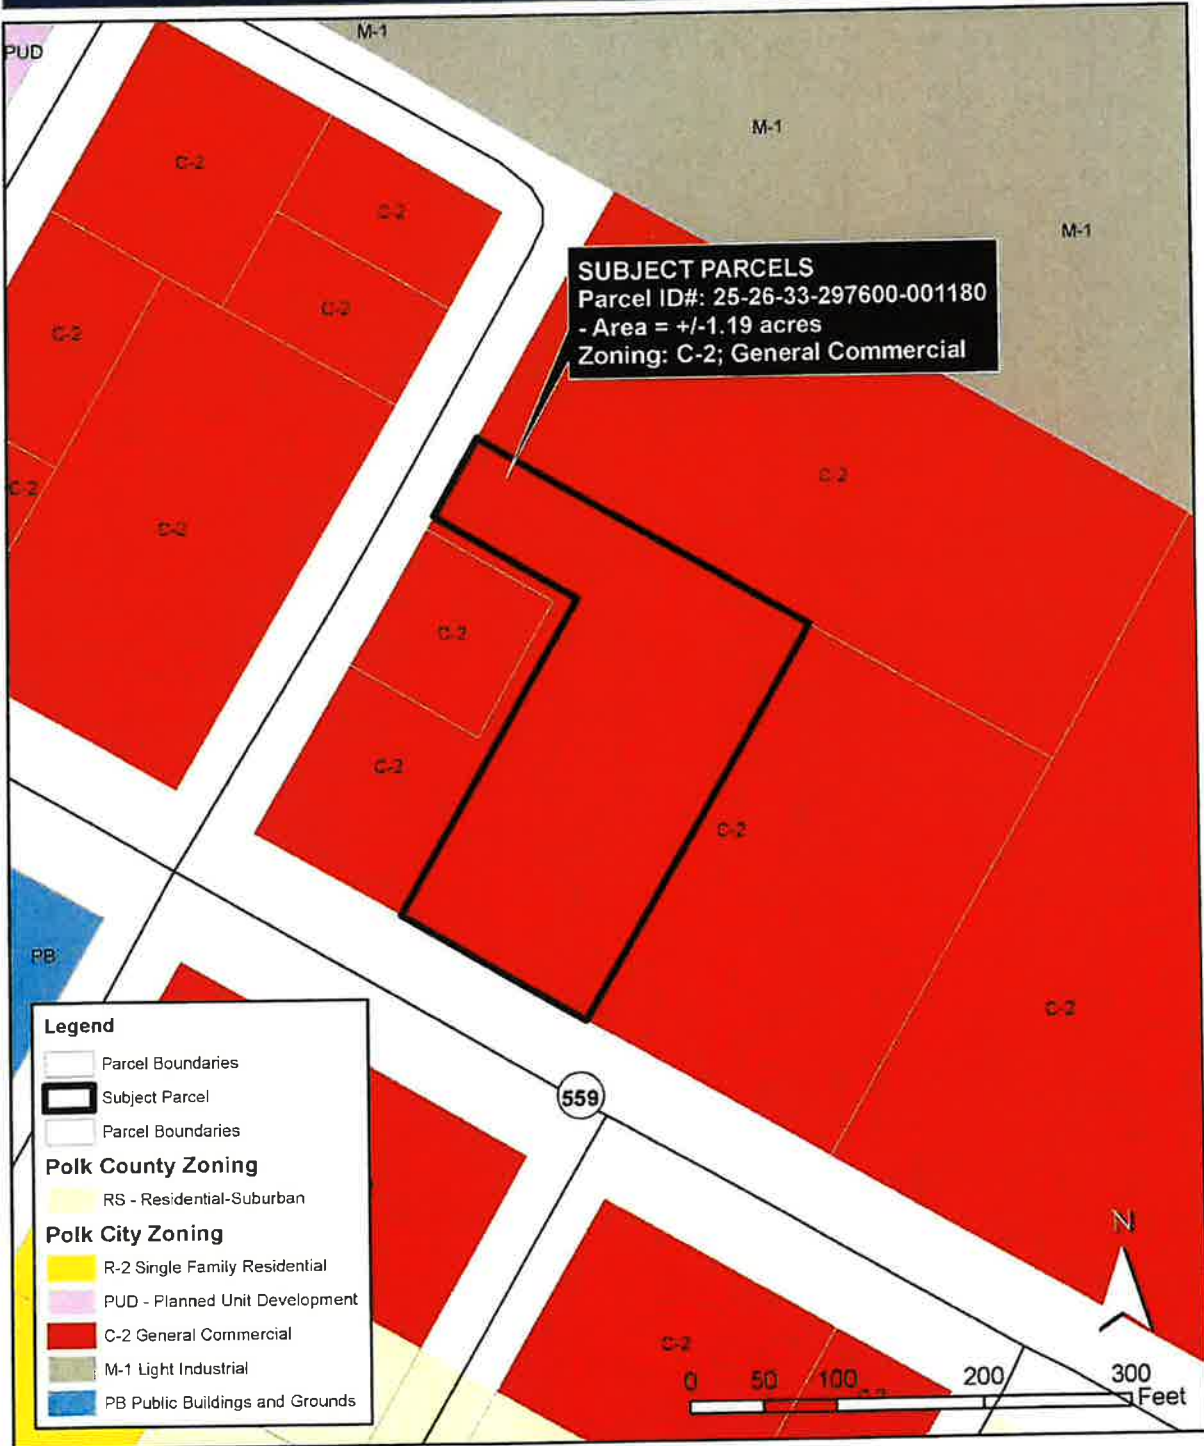 M-1
PUD
M-1
C-2
C-2
M-1
SUBJECT PARCELS
Parcel ID#: 25-26-33-297600-001180
- Area = +/-1.19 acres
Zoning: C-2; General Commercial
C-2
C-2
C-2
C-2
C-2
C-2
C-2
C-2
PB
C-2
Legend
Parcel Boundaries
Subject Parcel
Parcel Boundaries
Polk County Zoning
RS - Residential-Suburban
Polk City Zoning
R-2 Single Family Residential
PUD - Planned Unit Development
C-2 General Commercial
M-1 Light Industrial
PB Public Buildings and Grounds
559
N
C-2
0 50 100 200 300
Feet